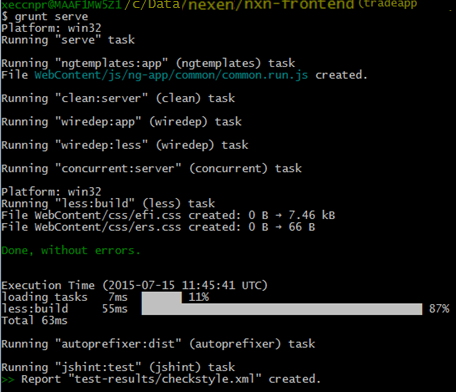 xeccnpr@MAAF1MW5Z1/c/Data/nexen/nxn-frontend (tradeapp
$ grunt serve
Platform: win32
Running "serve" task
Running "ngtemplates:app" (ngtemplates) task
File WebContent/js/ng-app/common/common.run.js created.
Running "clean:server" (clean) task
Running "wiredep:app" (wiredep) task
Running "wiredep:less" (wiredep) task
Running "concurrent:server" (concurrent) task
Platform: win32
Running "less:build" (less) task
File WebContent/css/efi.css created: 0 B → 7.46 kB
File WebContent/css/ers.css created: 0 B → 66 B
Done, without errors.
Execution Time (2015-07-15 11:45:41 UTC)
loading tasks 7ms 11%
less:build 55ms 87%
Total 63ms
Running "autoprefixer:dist" (autoprefixer) task
Running "jshint:test" (jshint) task
>> Report "test-results/checkstyle.xml" created.